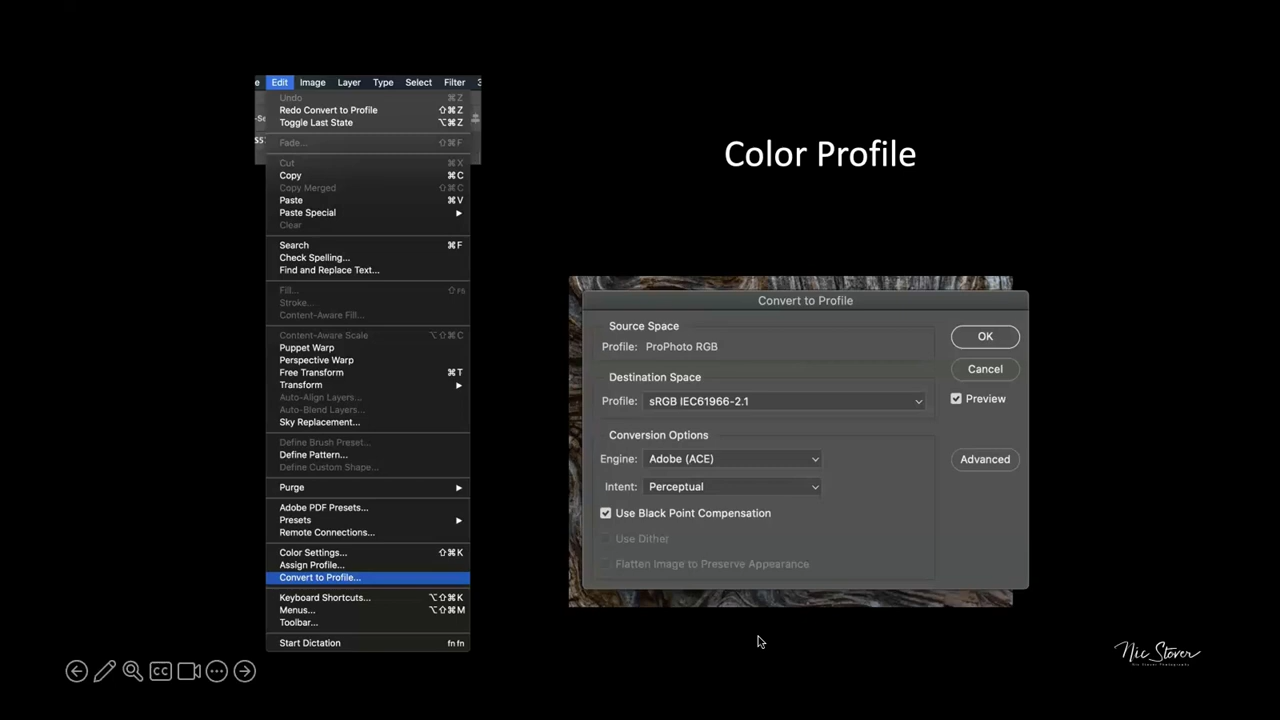 e Edit Image Layer Type Select Filter 3
Undo ⌘Z
Redo Convert to Profile ⇧⌘Z
Toggle Last State ⌥⌘Z
Fade... ⇧⌘F
Cut ⌘X
Copy ⌘C
Copy Merged ⇧⌘C
Paste ⌘V
Paste Special
Clear
Search ⌘F
Check Spelling...
Find and Replace Text...
Fill... ⇧F5
Stroke...
Content-Aware Fill...
Content-Aware Scale ⌥⇧⌘C
Puppet Warp
Perspective Warp
Free Transform ⌘T
Transform
Auto-Align Layers...
Auto-Blend Layers...
Sky Replacement...
Define Brush Preset...
Define Pattern...
Define Custom Shape...
Purge
Adobe PDF Presets...
Presets
Remote Connections...
Color Settings... ⇧⌘K
Assign Profile...
Convert to Profile...
Keyboard Shortcuts... ⌥⇧⌘K
Menus... ⌥⇧⌘M
Toolbar...
Start Dictation fn fn
Color Profile
Convert to Profile
Source Space
Profile: ProPhoto RGB
Destination Space
Profile: sRGB IEC61966-2.1
Conversion Options
Engine: Adobe (ACE)
Intent: Perceptual
Use Black Point Compensation
Use Dither
Flatten Image to Preserve Appearance
OK
Cancel
Preview
Advanced
CC
Nic Stover
Nic Stover Photography